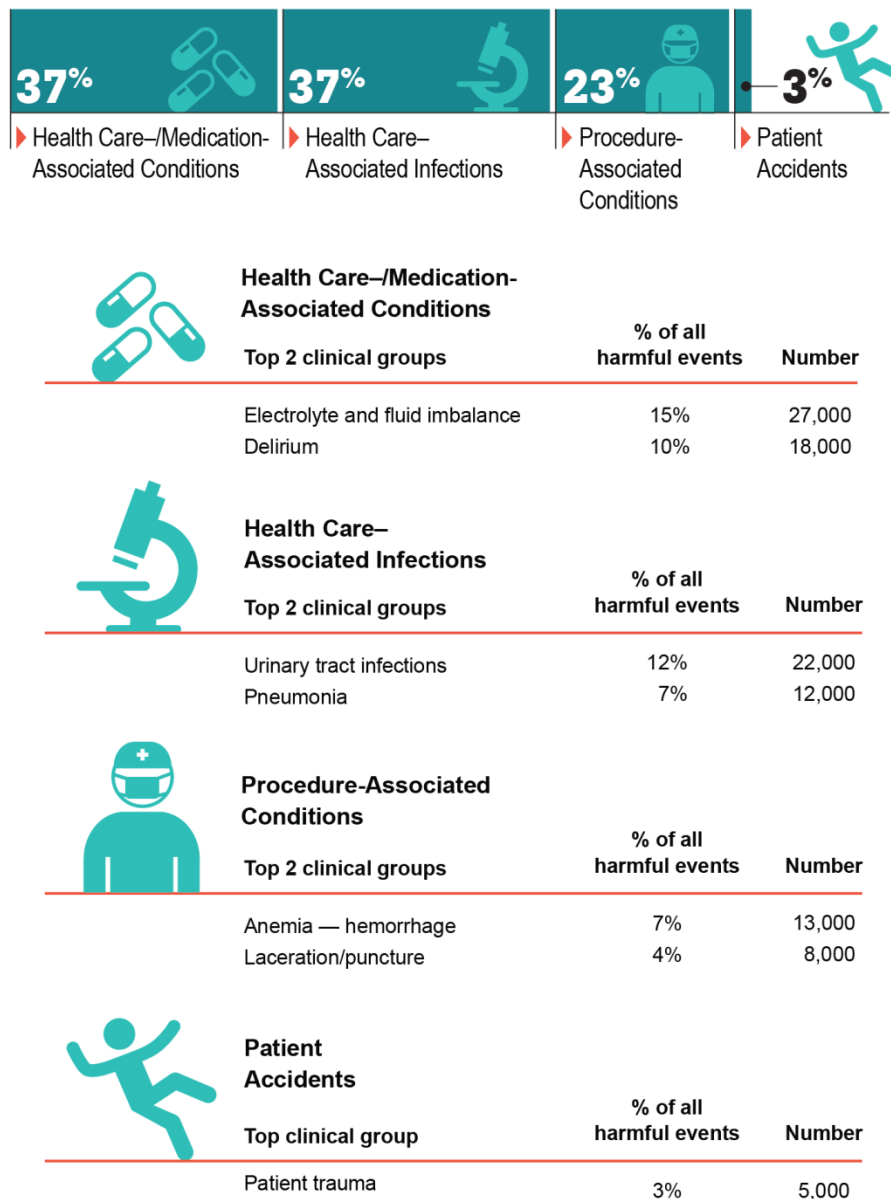 37%
37%
23%
3%
Health Care–/Medication-
Associated Conditions
Health Care–
Associated Infections
Procedure-
Associated
Conditions
Patient
Accidents
Health Care–/Medication-
Associated Conditions
Top 2 clinical groups
% of all
harmful events
Number
Electrolyte and fluid imbalance 15% 27,000
Delirium 10% 18,000
Health Care–
Associated Infections
Top 2 clinical groups
% of all
harmful events
Number
Urinary tract infections 12% 22,000
Pneumonia 7% 12,000
Procedure-Associated
Conditions
Top 2 clinical groups
% of all
harmful events
Number
Anemia — hemorrhage 7% 13,000
Laceration/puncture 4% 8,000
Patient
Accidents
Top clinical group
% of all
harmful events
Number
Patient trauma 3% 5,000